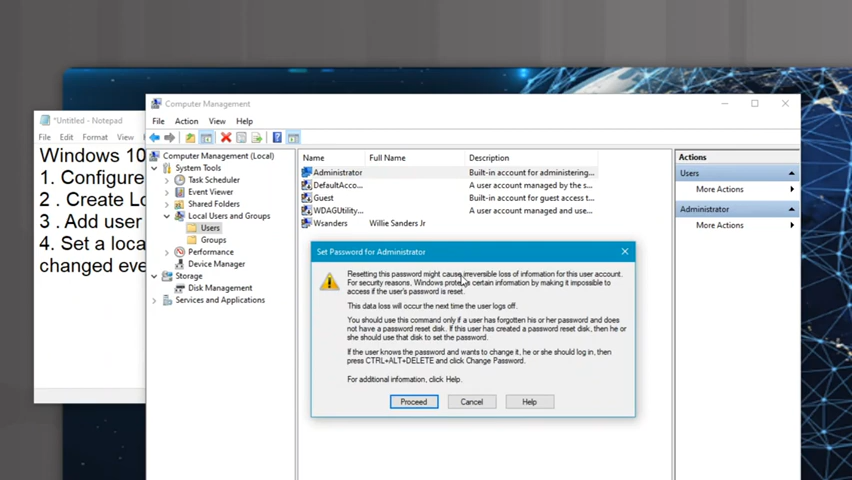 *Untitled - Notepad
File Edit Format View
Windows 10
1. Configure
2 . Create Lo
3 . Add user
4. Set a loca
changed eve
Computer Management
File Action View Help
Computer Management (Local)
System Tools
Task Scheduler
Event Viewer
Shared Folders
Local Users and Groups
Users
Groups
Performance
Device Manager
Storage
Disk Management
Services and Applications
Name Full Name Description
Administrator Built-in account for administering...
DefaultAcco... A user account managed by the s...
Guest Built-in account for guest access t...
WDAGUtility... A user account managed and use...
Wsanders Willie Sanders Jr
Actions
Users
More Actions
Administrator
More Actions
Set Password for Administrator
Resetting this password might cause irreversible loss of information for this user account.
For security reasons, Windows protects certain information by making it impossible to
access if the user's password is reset.
This data loss will occur the next time the user logs off.
You should use this command only if a user has forgotten his or her password and does
not have a password reset disk. If this user has created a password reset disk, then he or
she should use that disk to set the password.
If the user knows the password and wants to change it, he or she should log in, then
press CTRL+ALT+DELETE and click Change Password.
For additional information, click Help.
Proceed Cancel Help